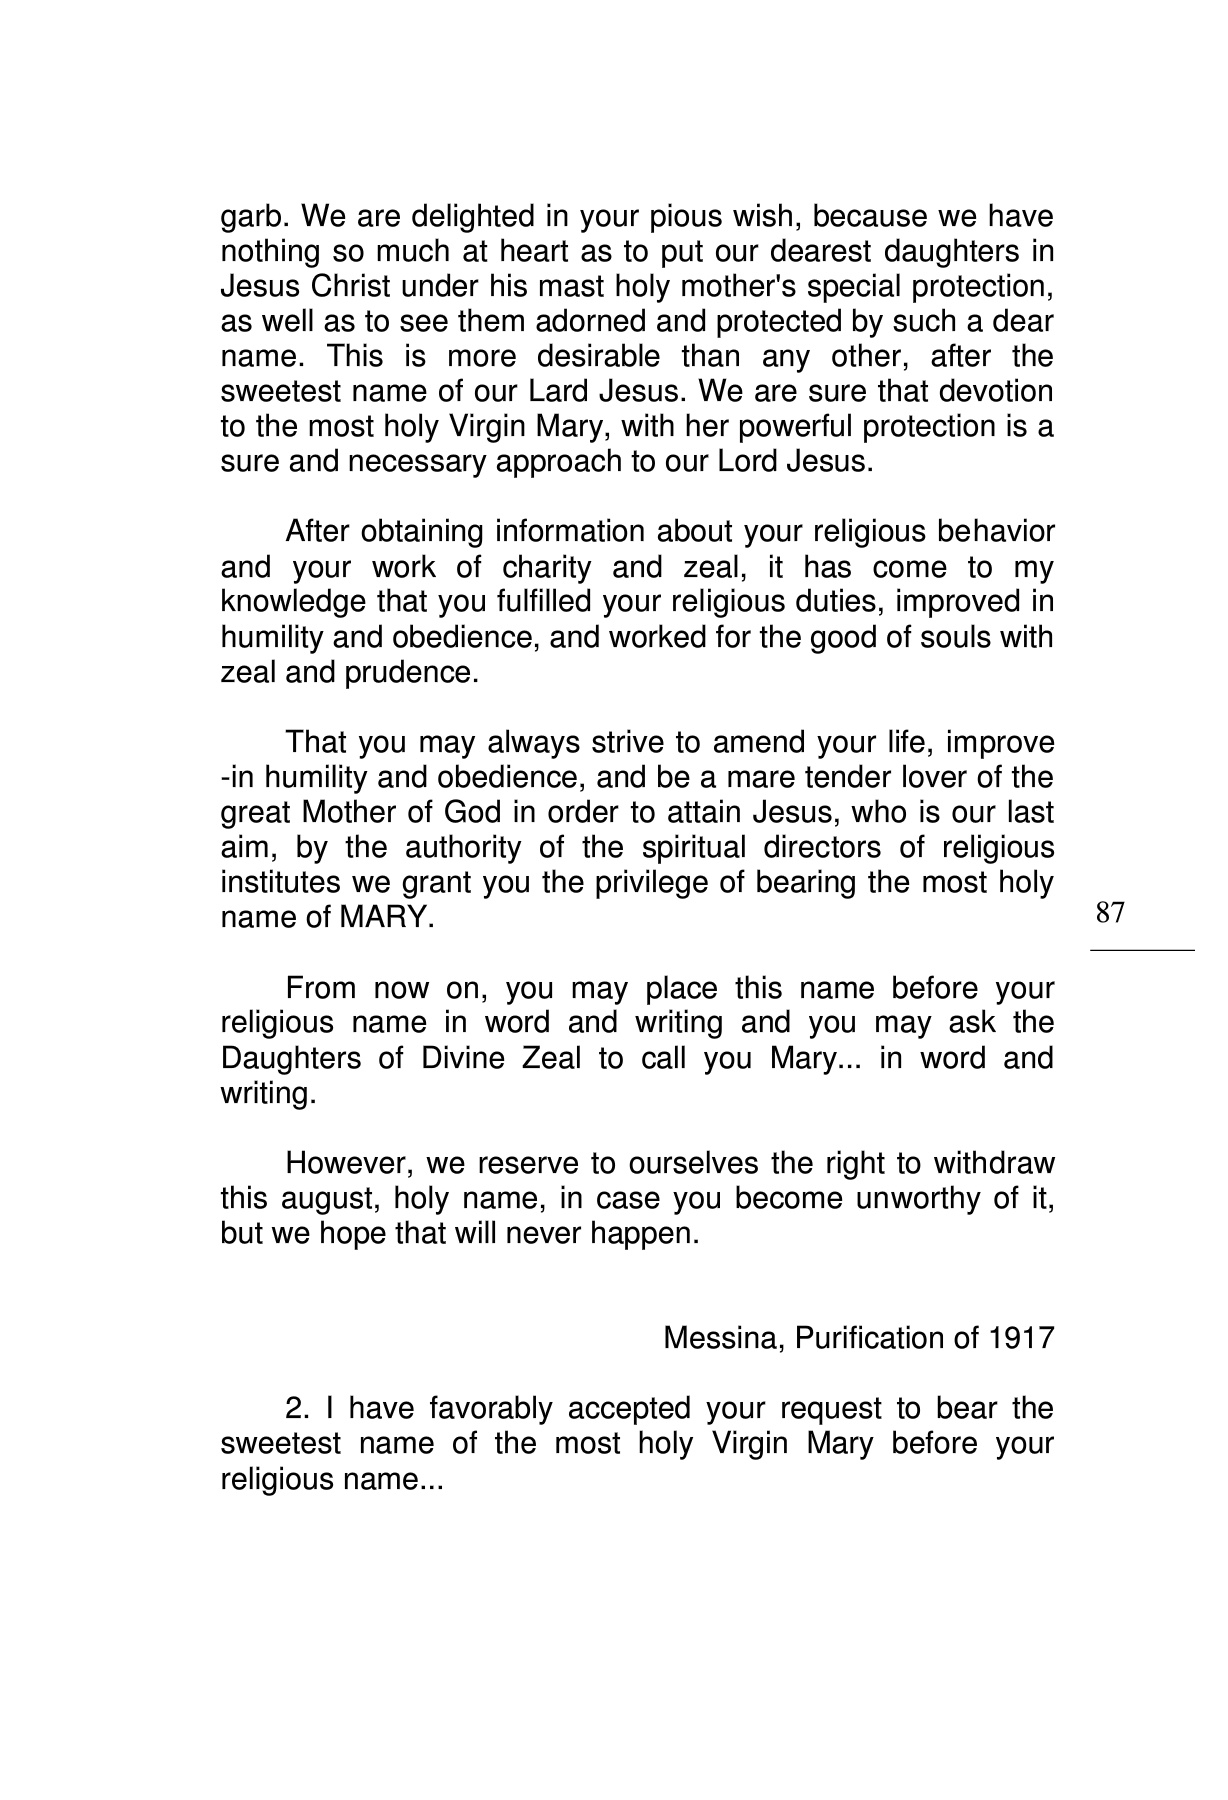 garb. We are delighted in your pious wish, because we have
nothing so much at heart as to put our dearest daughters in
Jesus Christ under his mast holy mother's special protection,
as well as to see them adorned and protected by such a dear
name. This is more desirable than any other, after the
sweetest name of our Lard Jesus. We are sure that devotion
to the most holy Virgin Mary, with her powerful protection is a
sure and necessary approach to our Lord Jesus.
After obtaining information about your religious behavior
and your work of charity and zeal, it has come to my
knowledge that you fulfilled your religious duties, improved in
humility and obedience, and worked for the good of souls with
zeal and prudence.
That you may always strive to amend your life, improve
-in humility and obedience, and be a mare tender lover of the
great Mother of God in order to attain Jesus, who is our last
aim, by the authority of the spiritual directors of religious
institutes we grant you the privilege of bearing the most holy
name of MARY.
87
From now on, you may place this name before your
religious name in word and writing and you may ask the
Daughters of Divine Zeal to call you Mary... in word and
writing.
However, we reserve to ourselves the right to withdraw
this august, holy name, in case you become unworthy of it,
but we hope that will never happen.
Messina, Purification of 1917
2. I have favorably accepted your request to bear the
sweetest name of the most holy Virgin Mary before your
religious name...